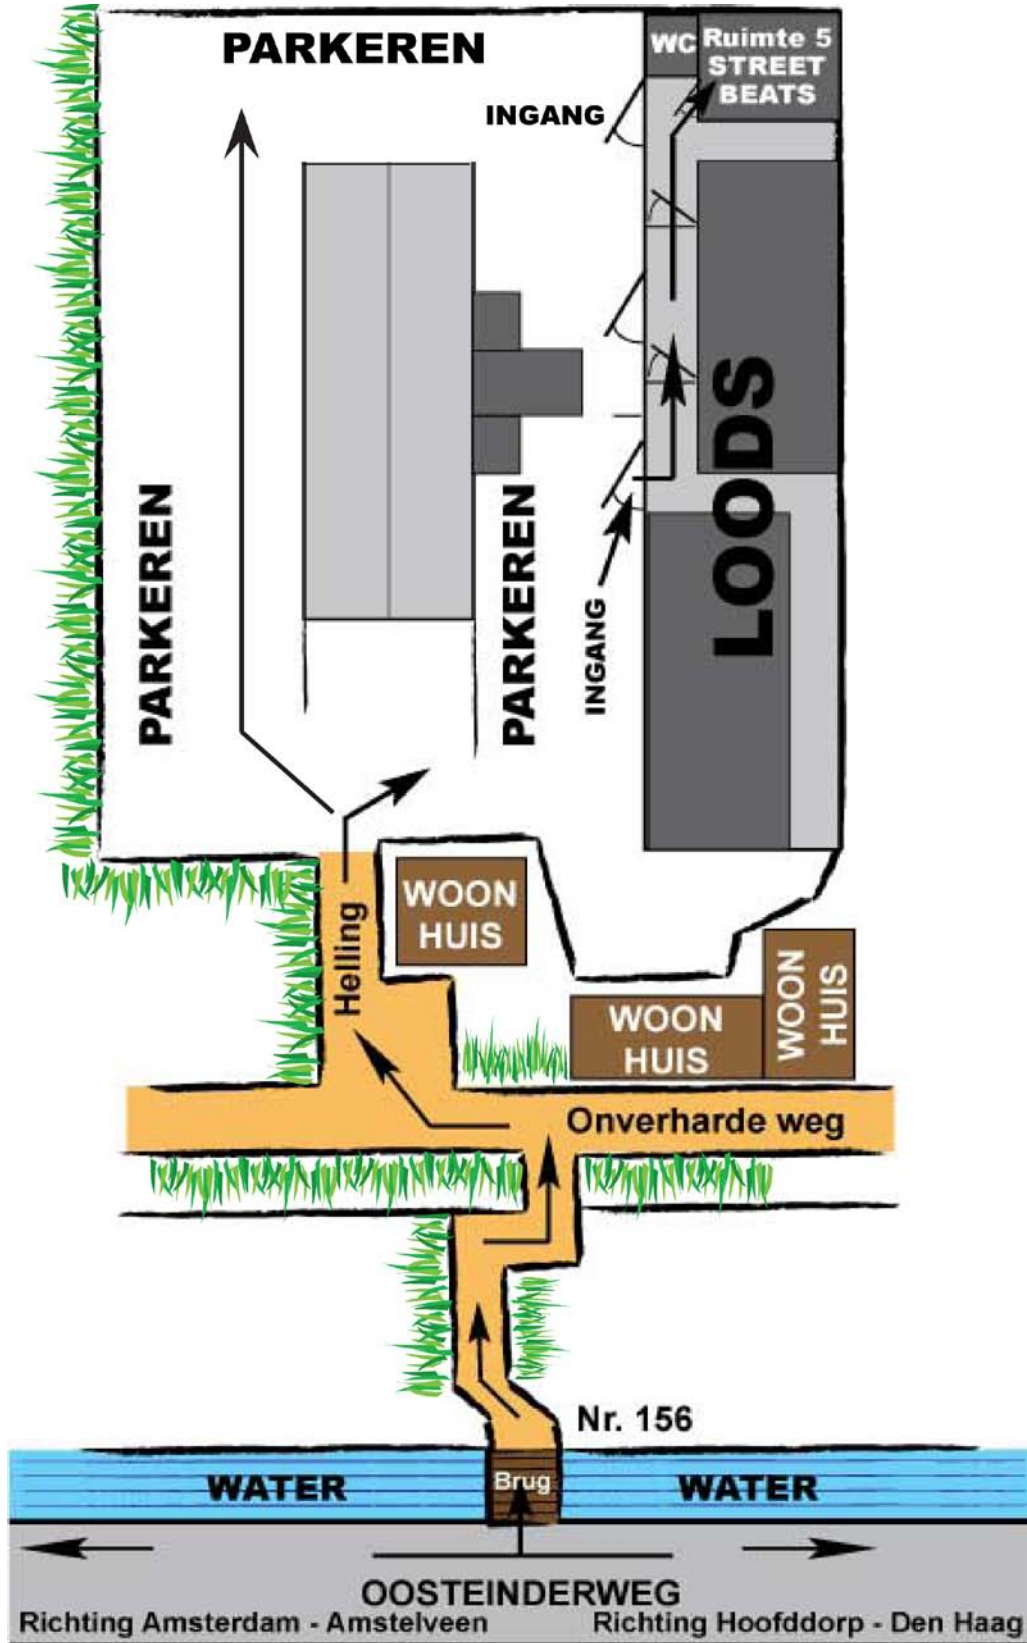 PARKEREN
WC
Ruimte 5
STREET
BEATS
INGANG
LOODS
PARKEREN
PARKEREN
INGANG
WOON
HUIS
Helling
WOON
HUIS
WOON
HUIS
Onverharde weg
Nr. 156
WATER
Brug
WATER
OOSTEINDERWEG
Richting Amsterdam - Amstelveen
Richting Hoofddorp - Den Haag